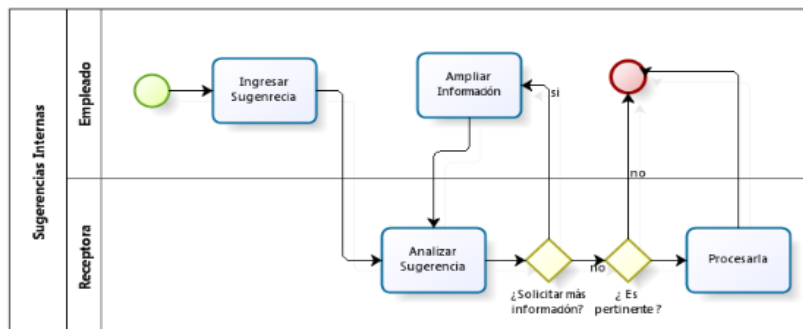 Sugerencias Internas
Empleado
Ingresar
Sugenrecia
Ampliar
Información
si
no
Receptora
Analizar
Sugerencia
¿Solicitar más
información?
no
¿ Es
pertinente ?
Procesarla